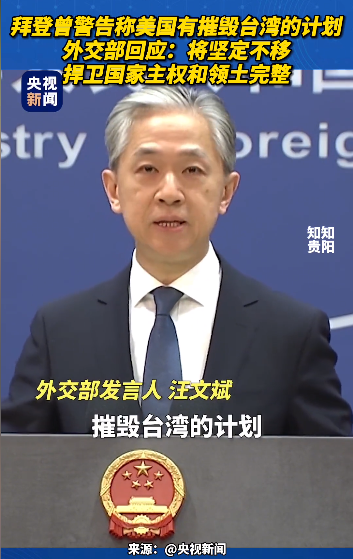 拜登曾警告称美国有摧毁台湾的计划
外交部回应：将坚定不移
捍卫国家主权和领土完整
央视
新闻
stry
oreign
知知
贵阳
外交部发言人 汪文斌
摧毁台湾的计划
来源：@央视新闻